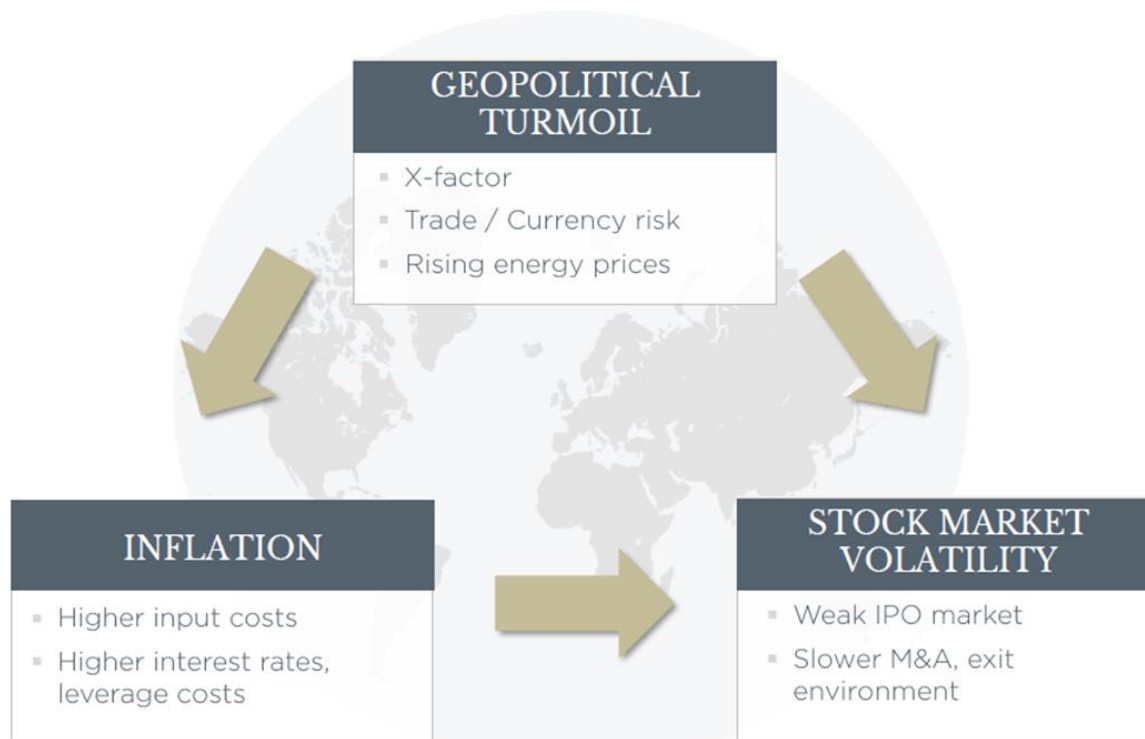 GEOPOLITICAL
TURMOIL
▪ X-factor
▪ Trade / Currency risk
▪ Rising energy prices
INFLATION
▪ Higher input costs
▪ Higher interest rates,
leverage costs
STOCK MARKET
VOLATILITY
▪ Weak IPO market
▪ Slower M&A, exit
environment